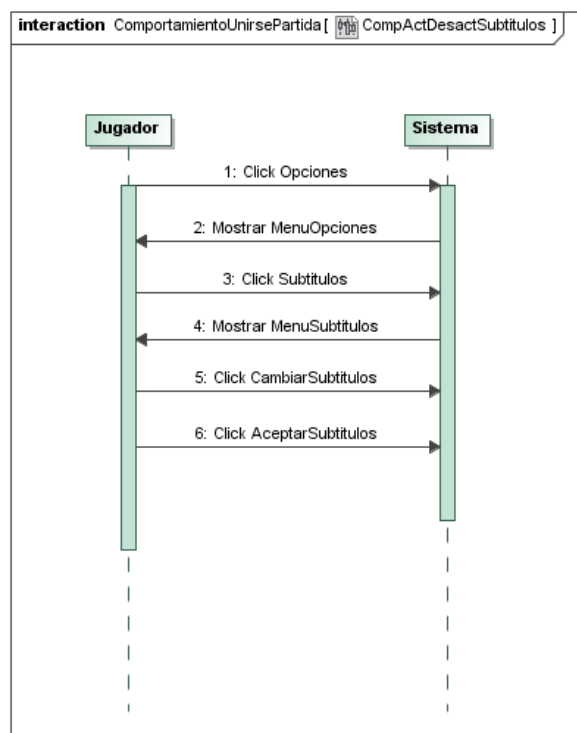 interaction ComportamientoUnirsePartida[ CompActDesactSubtitulos ]
Jugador
Sistema
1: Click Opciones
2: Mostrar MenuOpciones
3: Click Subtitulos
4: Mostrar MenuSubtitulos
5: Click CambiarSubtitulos
6: Click AceptarSubtitulos